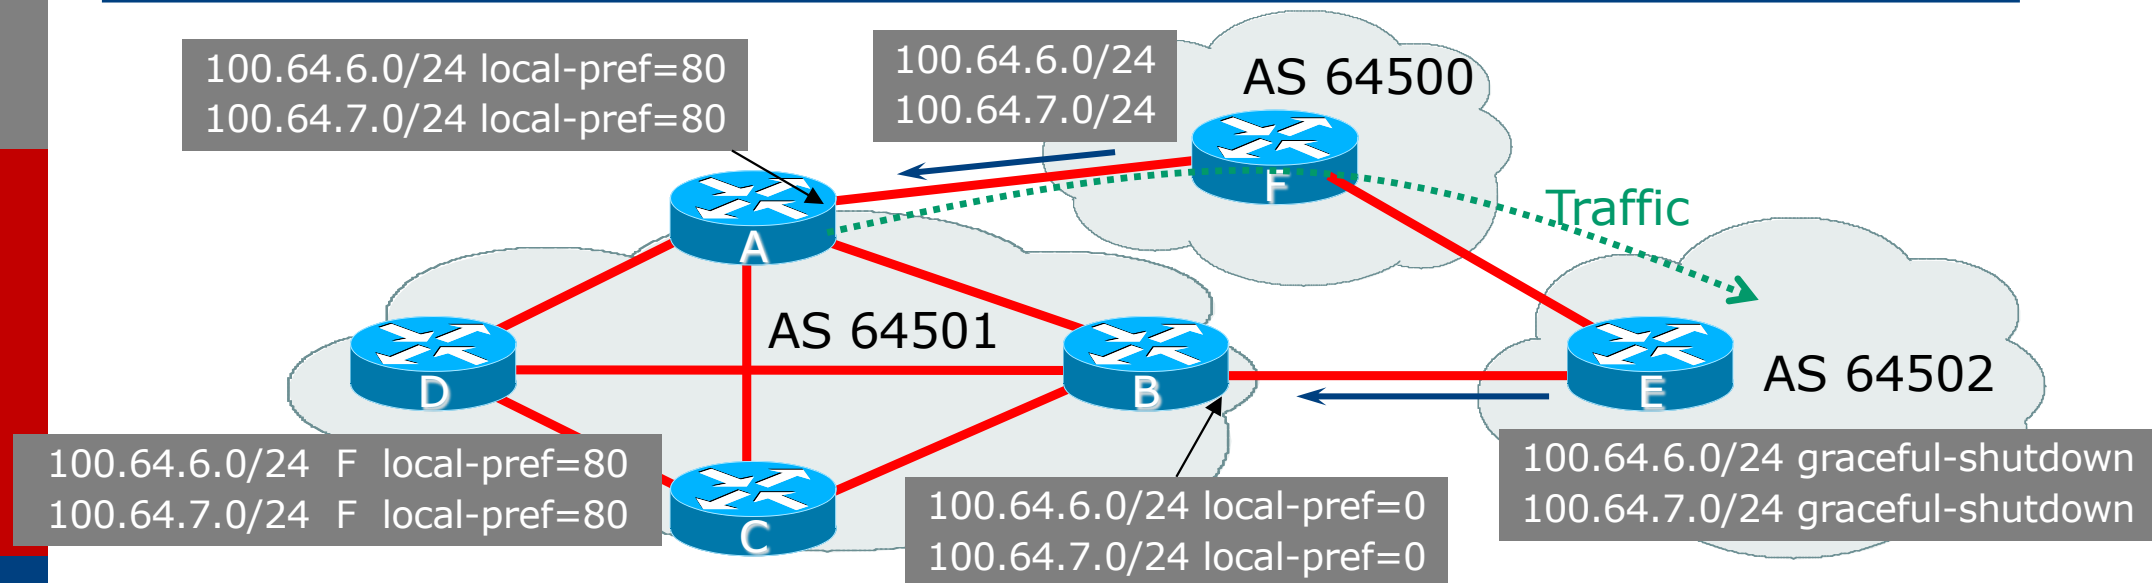 100.64.6.0/24 local-pref=80
100.64.7.0/24 local-pref=80
100.64.6.0/24
100.64.7.0/24
AS 64500
F
Traffic
A
AS 64501
D
B
E
AS 64502
100.64.6.0/24 F local-pref=80
100.64.7.0/24 F local-pref=80
C
100.64.6.0/24 local-pref=0
100.64.7.0/24 local-pref=0
100.64.6.0/24 graceful-shutdown
100.64.7.0/24 graceful-shutdown